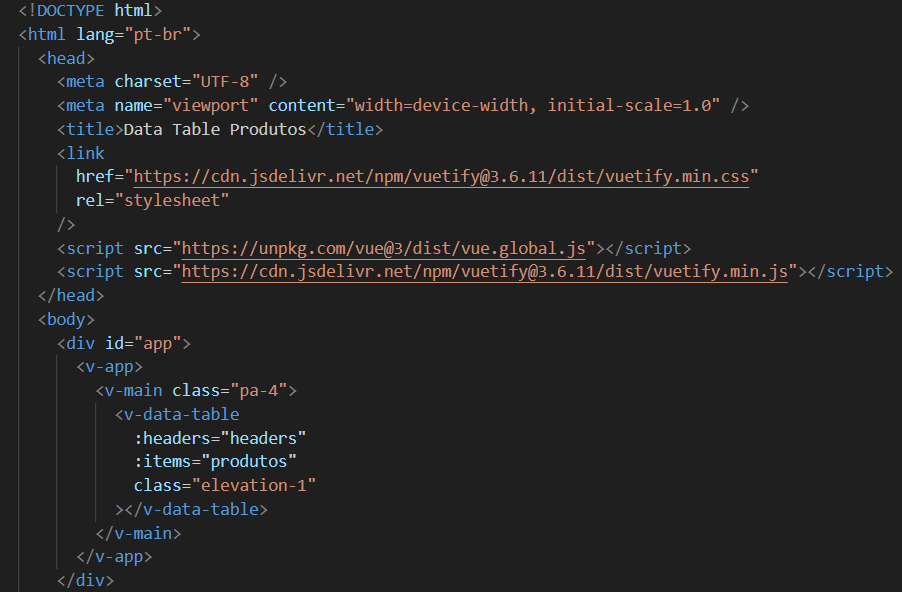 <!DOCTYPE html>
<html lang="pt-br">
<head>
<meta charset="UTF-8" />
<meta name="viewport" content="width=device-width, initial-scale=1.0" />
<title>Data Table Produtos</title>
<link
href="https://cdn.jsdelivr.net/npm/vuetify@3.6.11/dist/vuetify.min.css"
rel="stylesheet"
/>
<script src="https://unpkg.com/vue@3/dist/vue.global.js"></script>
<script src="https://cdn.jsdelivr.net/npm/vuetify@3.6.11/dist/vuetify.min.js"></script>
</head>
<body>
<div id="app">
<v-app>
<v-main class="pa-4">
<v-data-table
:headers="headers"
:items="produtos"
class="elevation-1"
></v-data-table>
</v-main>
</v-app>
</div>